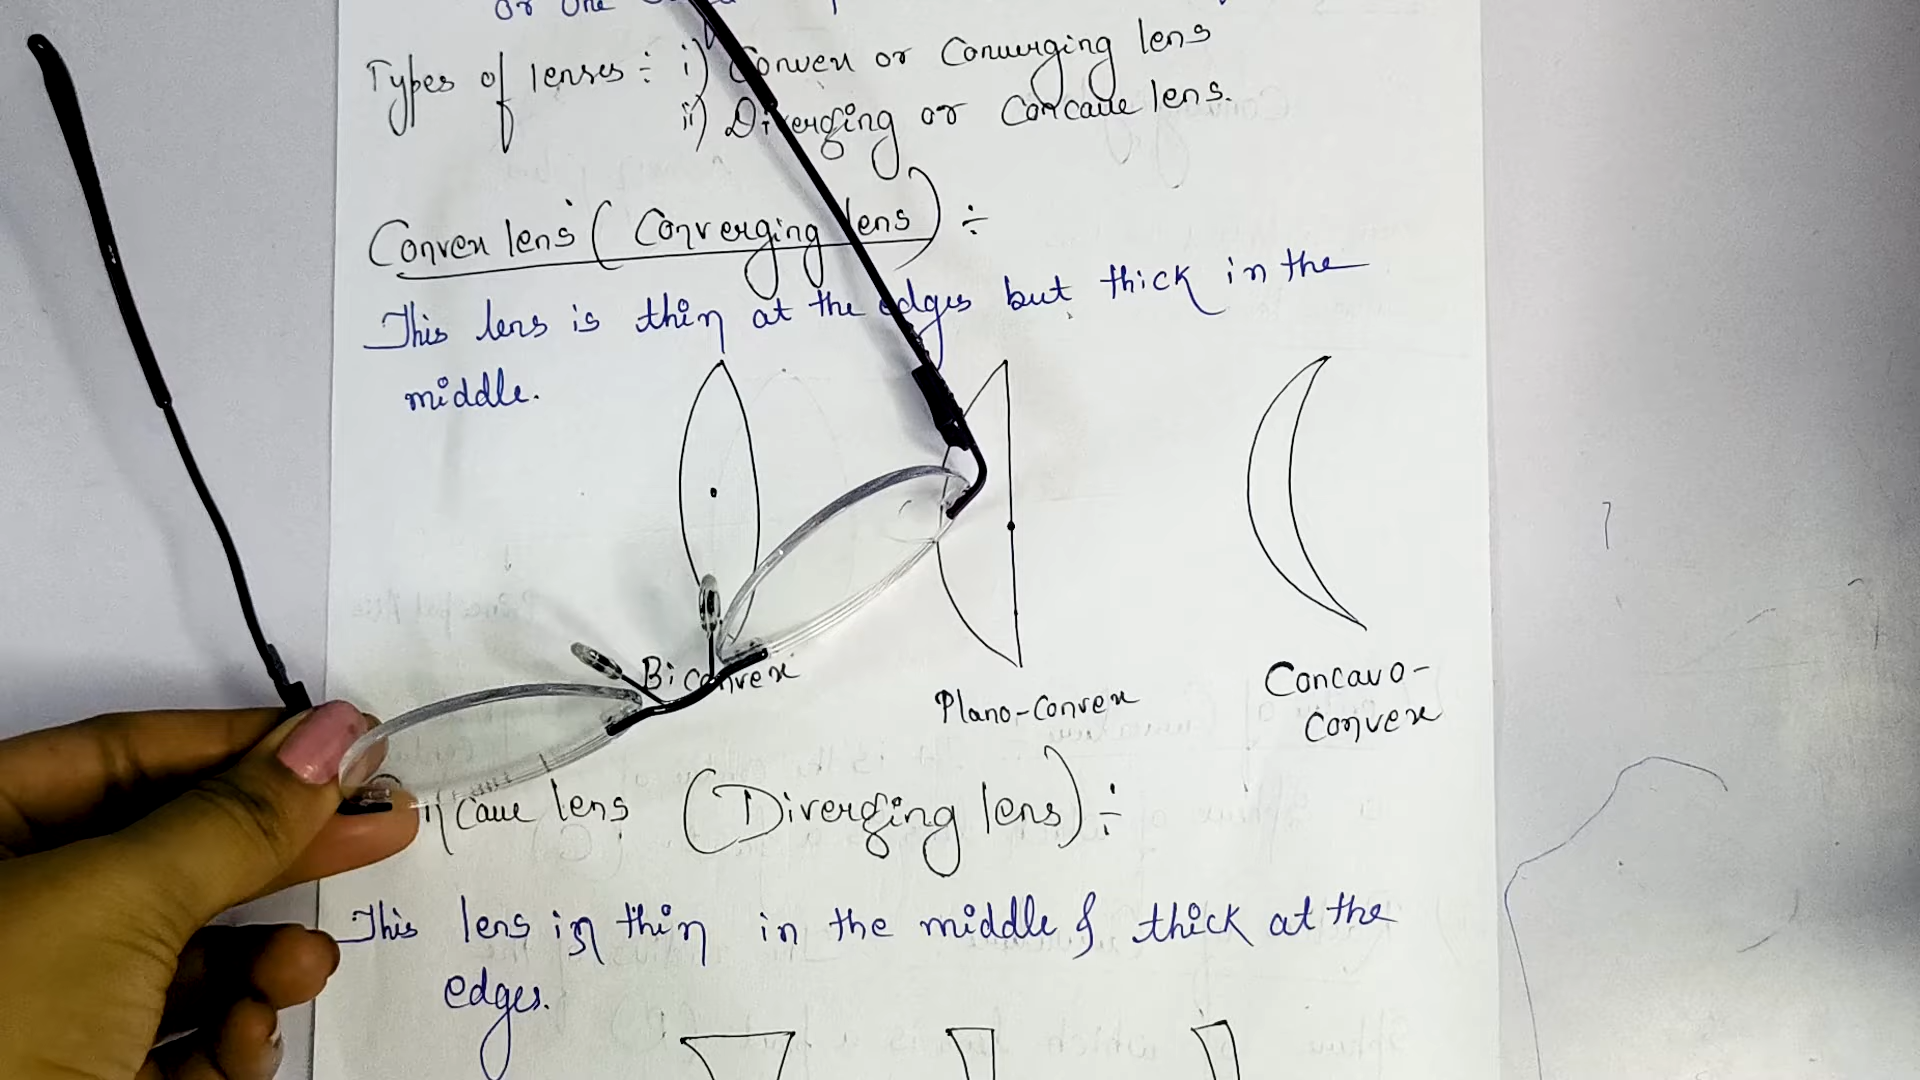 or one
Types of lenses ÷ i) Convex or Converging lens
ii) Diverging or Concave lens.
Convex lens (Converging lens) ÷
This lens is thin at the edges but thick in the
middle.
Biconvex
Plano-Convex
Concavo-
Convex
lens (Diverging lens) ÷
This lens is thin in the middle & thick at the
edges.